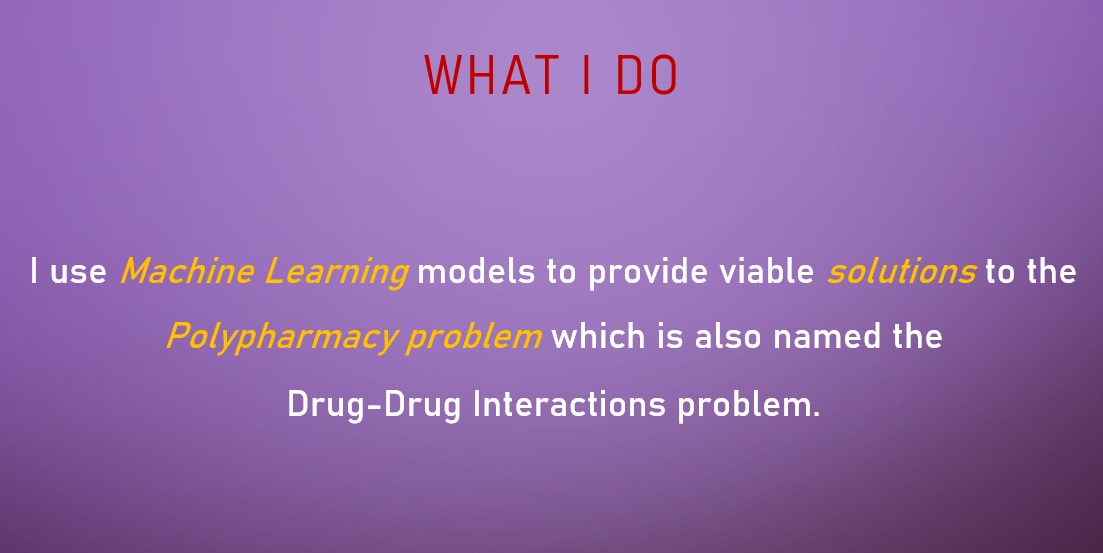 WHAT I DO
I use Machine Learning models to provide viable solutions to the
Polypharmacy problem which is also named the
Drug-Drug Interactions problem.